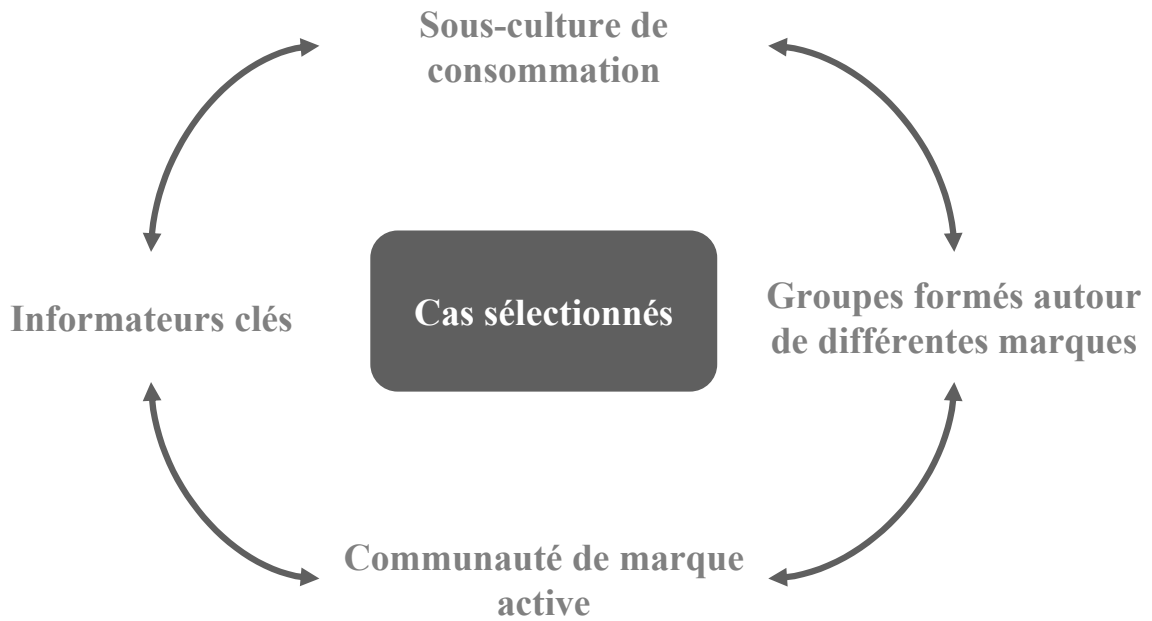 Sous-culture de
consommation
Informateurs clés
Cas sélectionnés
Groupes formés autour
de différentes marques
Communauté de marque
active